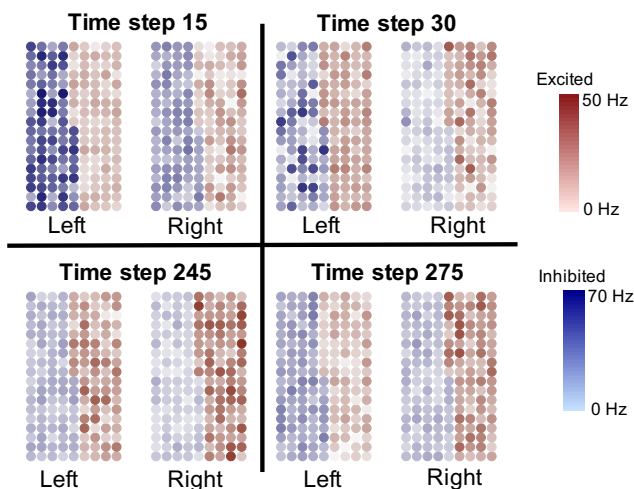 Time step 15
Time step 30
Left
Right
Left
Right
Excited
50 Hz
0 Hz
Time step 245
Time step 275
Left
Right
Left
Right
Inhibited
70 Hz
0 Hz